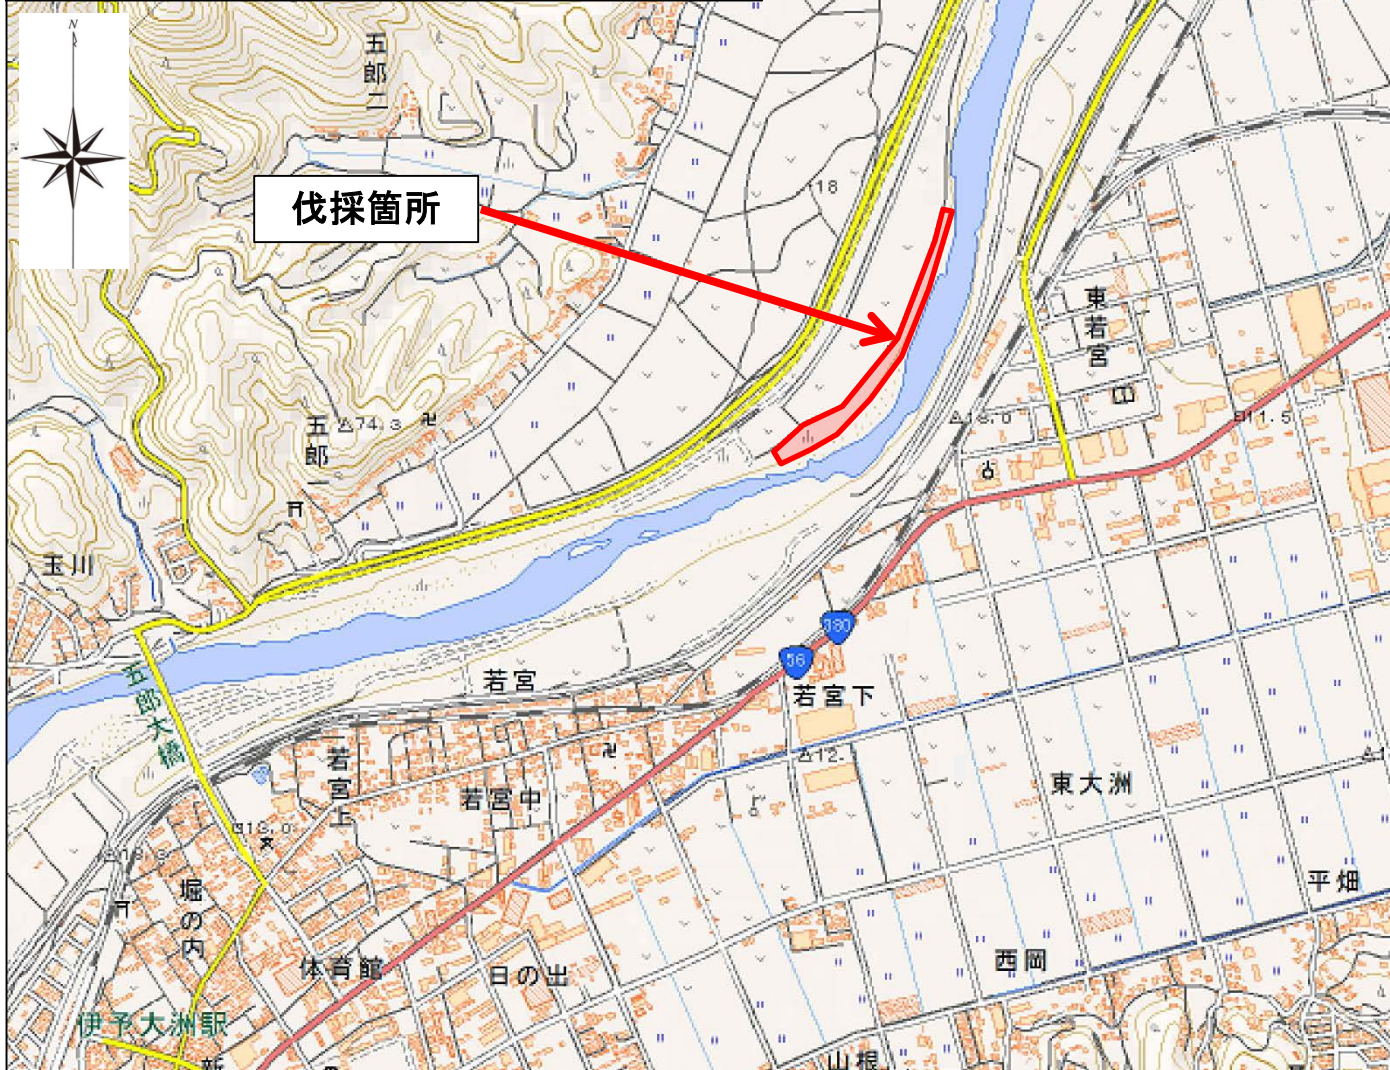 N
五郎二
伐採箇所
18
東若宮
五郎一
74.3
13.0
11.5
玉川
380
56
五郎大橋
若宮
若宮下
若宮上
12.
若宮中
東大洲
13.0
堀の内
平畑
体育館
日の出
西岡
伊予大洲駅
新
山根